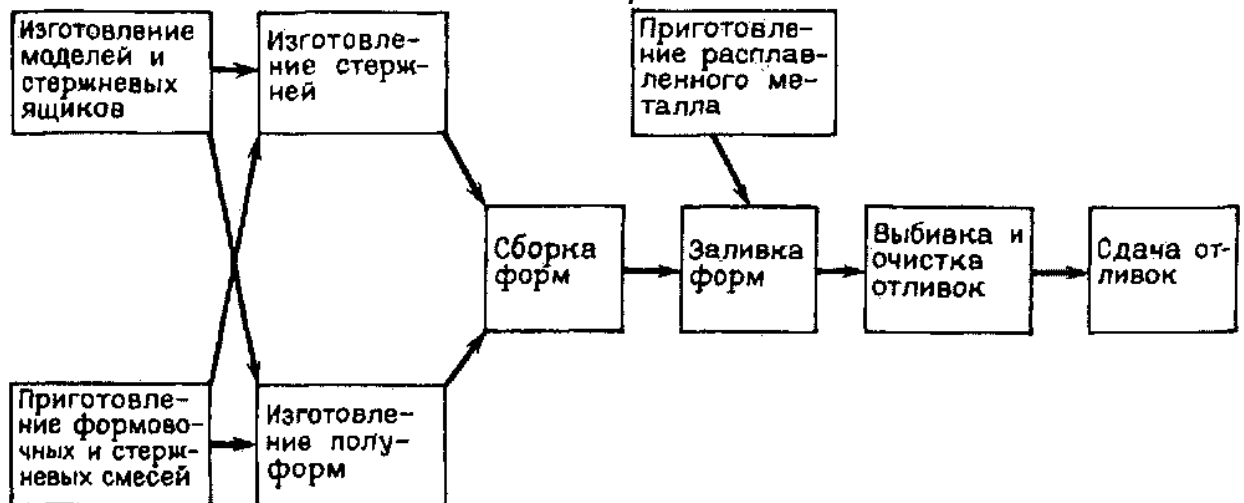 Изготовление
моделей и
стержневых
ящиков
Изготовле-
ние стерж-
ней
Приготовле-
ние расплав-
ленного ме-
талла
Сборка
форм
Заливка
форм
Выбивка и
очистка
отливок
Сдача от-
ливок
Приготовле-
ние формово-
чных и стерж-
невых смесей
Изготовле-
ние полу-
форм